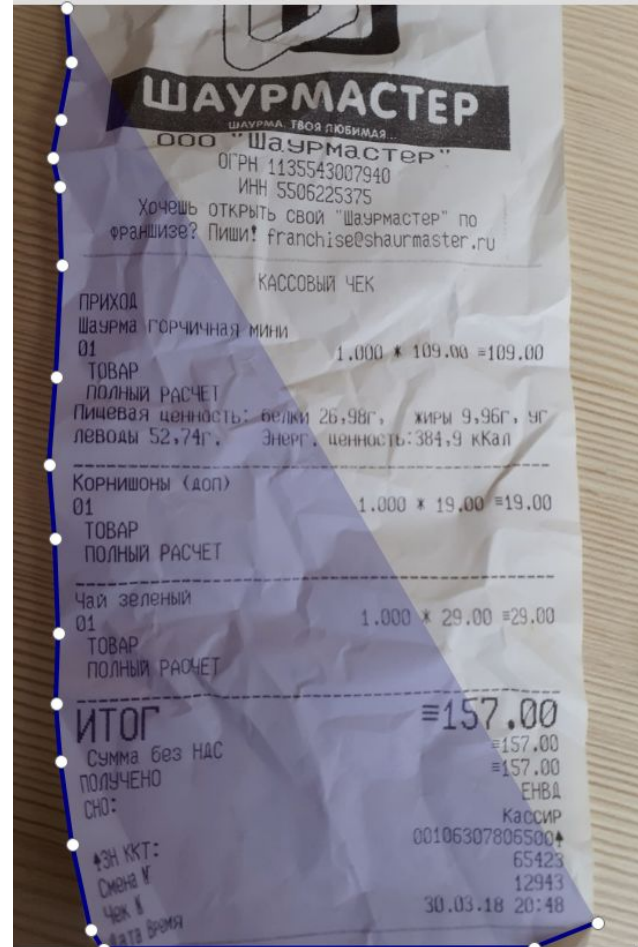 ШАУРМАСТЕР
ШАУРМА. ТВОЯ ЛЮБИМАЯ...
ООО "Шаурмастер"
ОГРН 1135543007940
ИНН 5506225375
Хочешь открыть свой "Шаурмастер" по
франшизе? Пиши! franchise@shaurmaster.ru
КАССОВЫЙ ЧЕК
ПРИХОД
Шаурма ГОРЧИЧНАЯ МИНИ
01 1.000 * 109.00 ≡109.00
ТОВАР
ПОЛНЫЙ РАСЧЕТ
Пищевая ценность: белки 26,98г, жиры 9,96г, уг
леводы 52,74г. Энерг. ценность:384,9 кКал
Корнишоны (доп)
01 1.000 * 19.00 ≡19.00
ТОВАР
ПОЛНЫЙ РАСЧЕТ
Чай зеленый
01 1.000 * 29.00 ≡29.00
ТОВАР
ПОЛНЫЙ РАСЧЕТ
ИТОГ ≡157.00
Сумма без НДС ≡157.00
ПОЛУЧЕНО ≡157.00
СНО: ЕНВД
Кассир
ЗН ККТ: 00106307806500
Смена № 65423
Чек № 12943
Дата Время 30.03.18 20:48